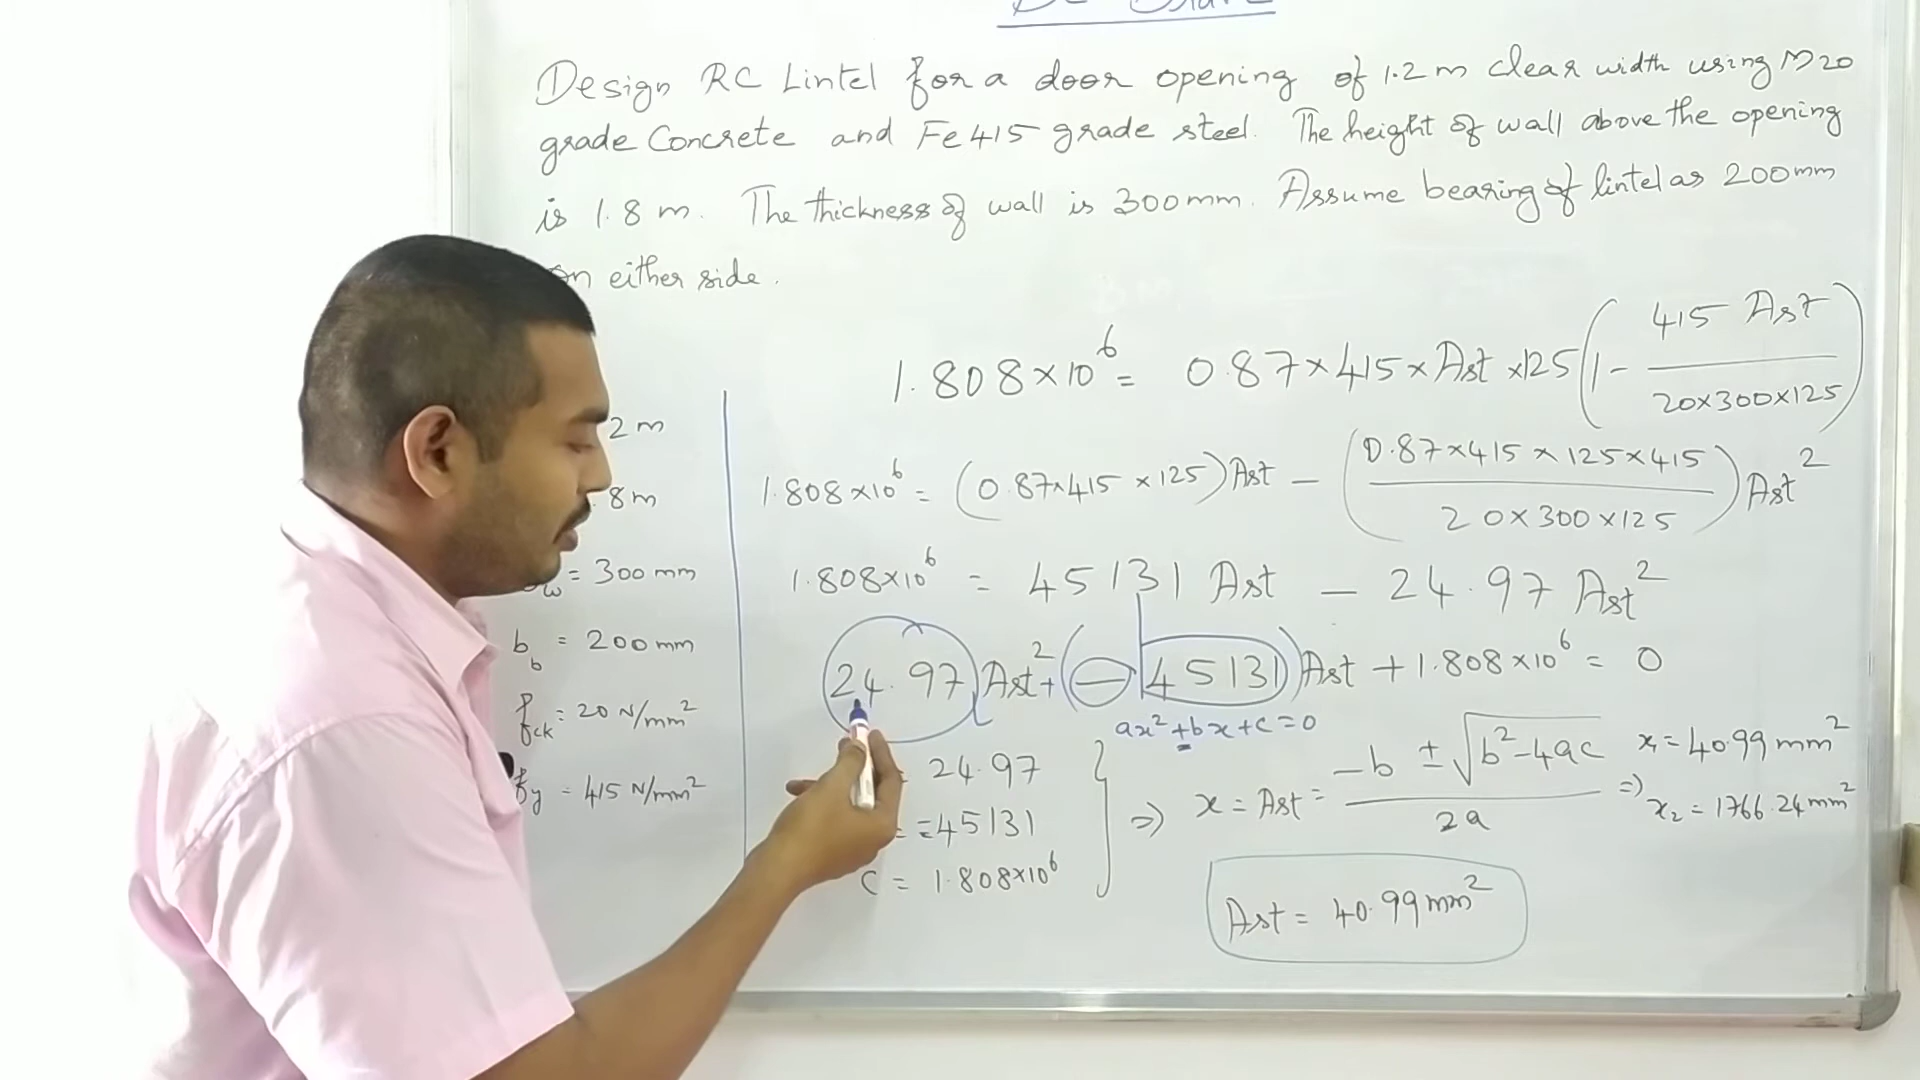 Design RC Lintel for a door opening of 1.2 m clear width using M20
grade Concrete and Fe415 grade steel. The height of wall above the opening
is 1.8 m. The thickness of wall is 300mm. Assume bearing of lintel as 200mm
on either side.
2 m
8m
w = 300 mm
b_b = 200 mm
f_ck = 20 N/mm²
f_y = 415 N/mm²
1.808×10⁶ = 0.87×415×Ast×125(1 - 415 Ast / 20×300×125)
1.808×10⁶ = (0.87×415×125)Ast - (0.87×415×125×415 / 20×300×125)Ast²
1.808×10⁶ = 45131 Ast - 24.97 Ast²
24.97 Ast² + (- 45131)Ast + 1.808×10⁶ = 0
ax² + bx + c = 0
= 24.97
= -45131
c = 1.808×10⁶
} ⇒ x = Ast = -b ± √b²-4ac / 2a ⇒ x₁ = 40.99 mm²
x₂ = 1766.24 mm²
Ast = 40.99 mm²